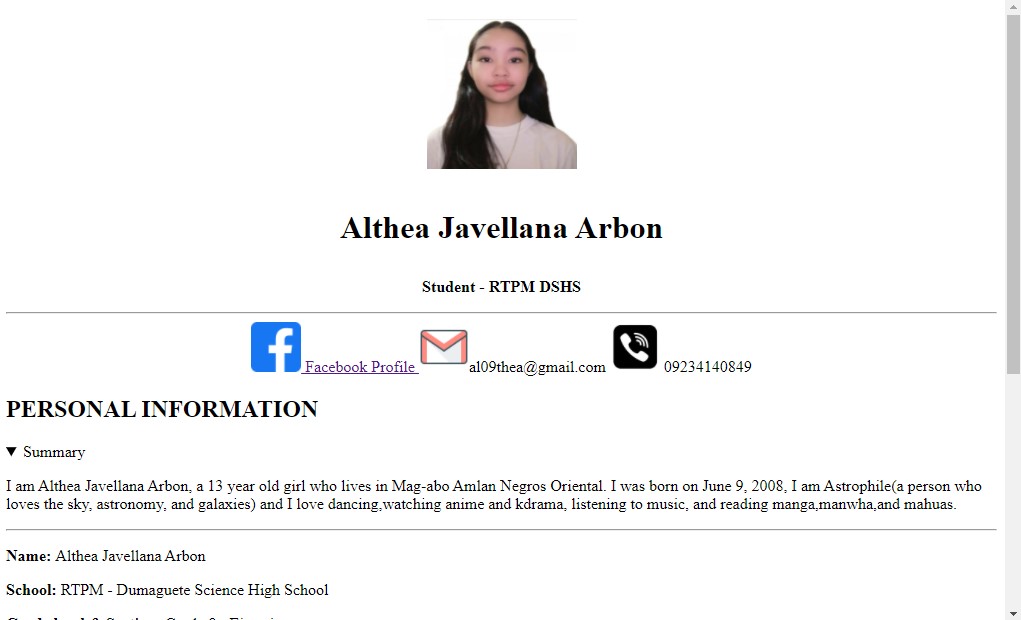 Althea Javellana Arbon
Student - RTPM DSHS
Facebook Profile al09thea@gmail.com 09234140849
PERSONAL INFORMATION
Summary
I am Althea Javellana Arbon, a 13 year old girl who lives in Mag-abo Amlan Negros Oriental. I was born on June 9, 2008, I am Astrophile(a person who
loves the sky, astronomy, and galaxies) and I love dancing,watching anime and kdrama, listening to music, and reading manga,manwha,and mahuas.
Name: Althea Javellana Arbon
School: RTPM - Dumaguete Science High School